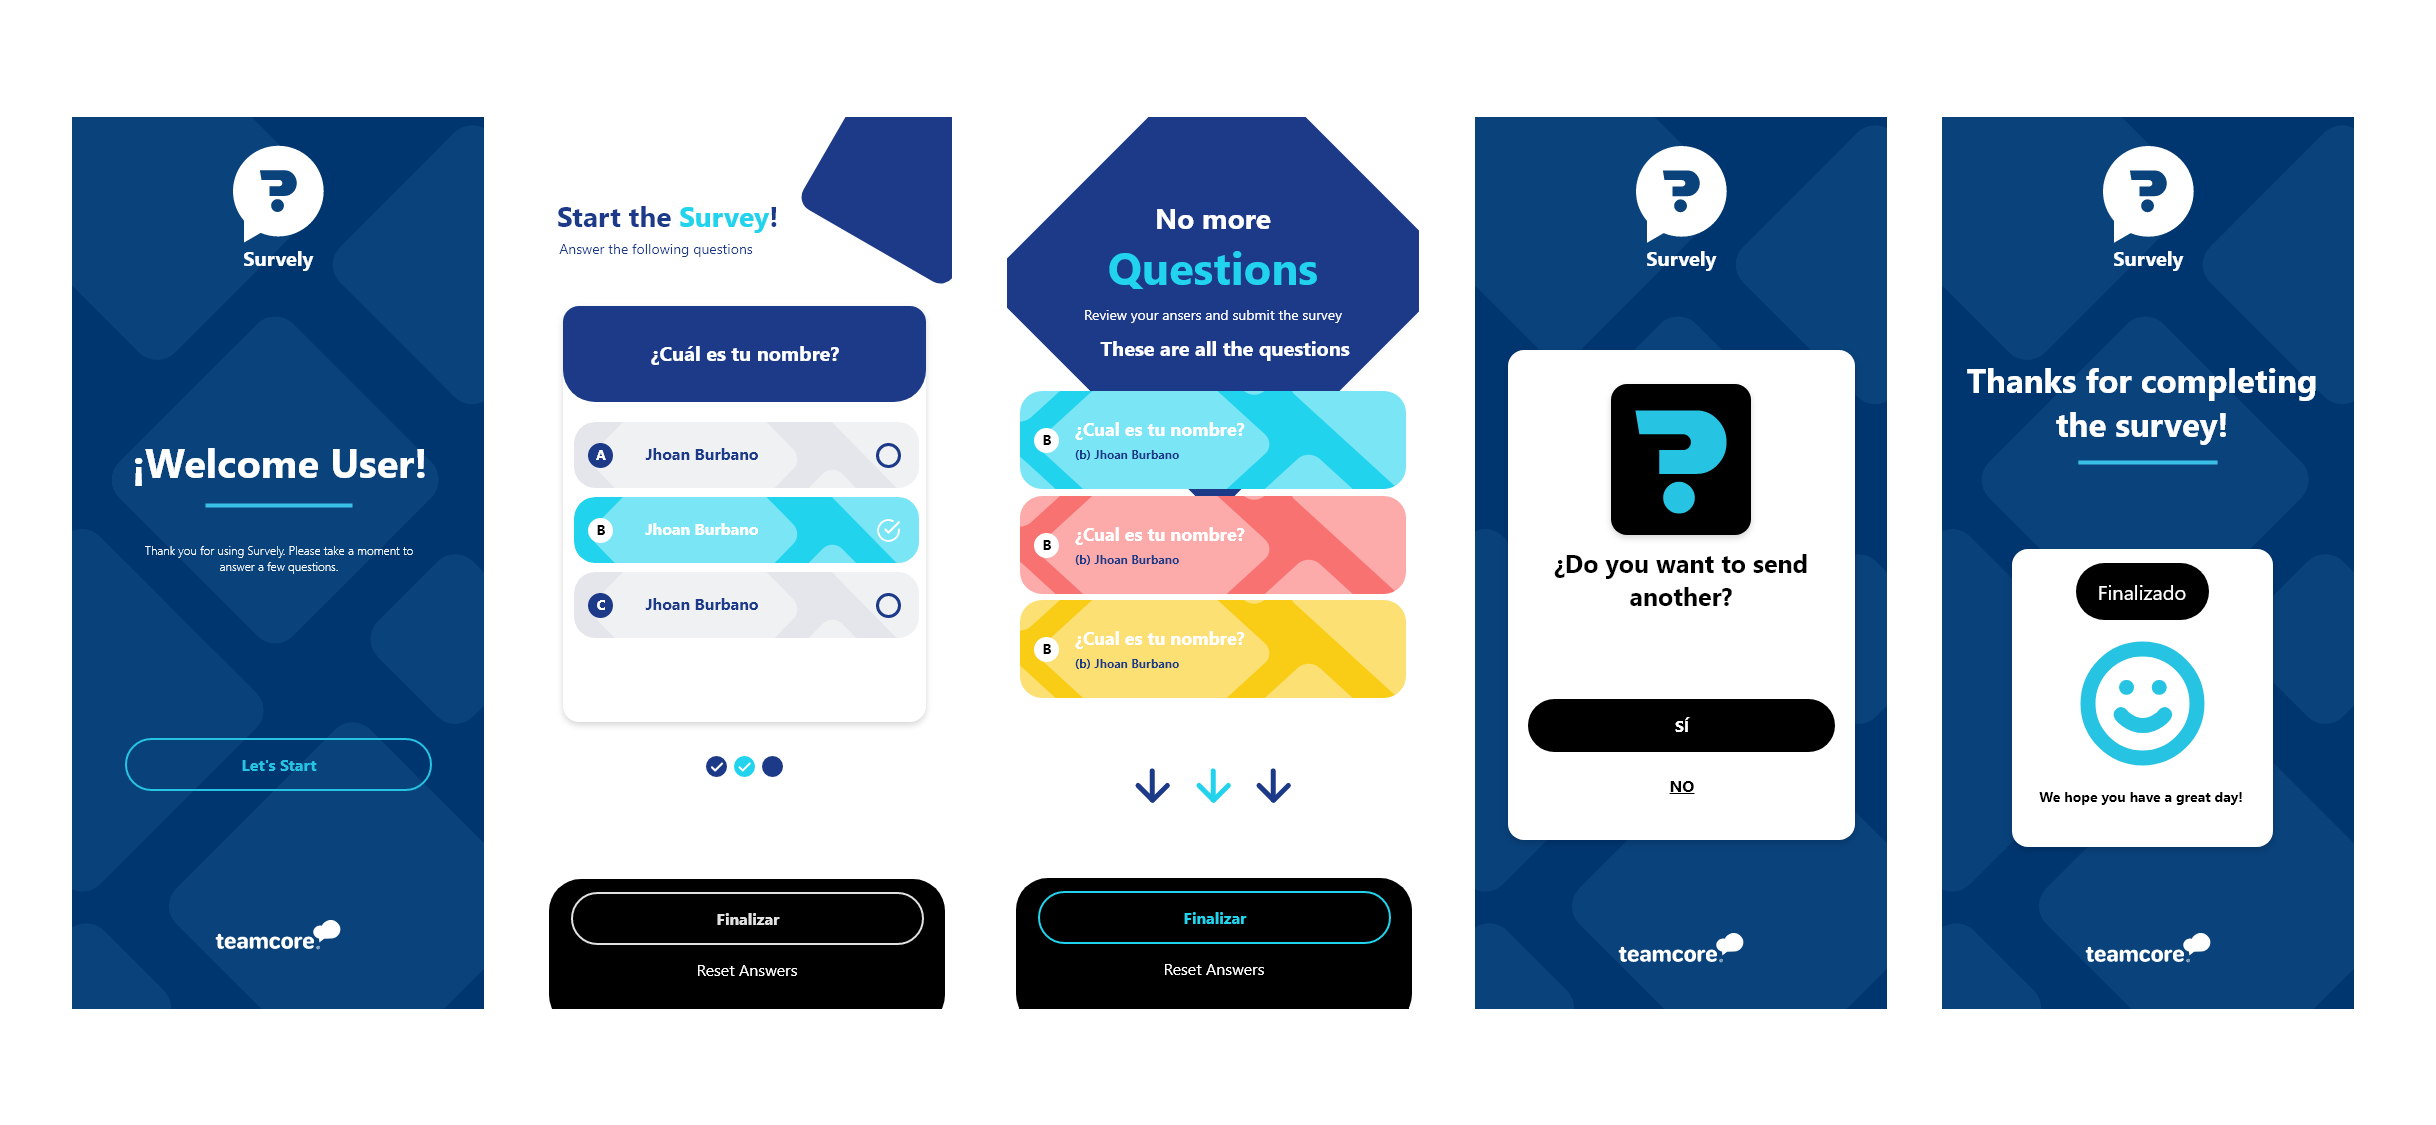 Survely
¡Welcome User!
Thank you for using Survely. Please take a moment to
answer a few questions.
Let's Start
teamcore
Start the Survey!
Answer the following questions
¿Cuál es tu nombre?
A
Jhoan Burbano
B
Jhoan Burbano
C
Jhoan Burbano
Finalizar
Reset Answers
No more
Questions
Review your ansers and submit the survey
These are all the questions
B
¿Cual es tu nombre?
(b) Jhoan Burbano
B
¿Cual es tu nombre?
(b) Jhoan Burbano
B
¿Cual es tu nombre?
(b) Jhoan Burbano
Finalizar
Reset Answers
Survely
¿Do you want to send
another?
SÍ
NO
teamcore
Survely
Thanks for completing
the survey!
Finalizado
We hope you have a great day!
teamcore